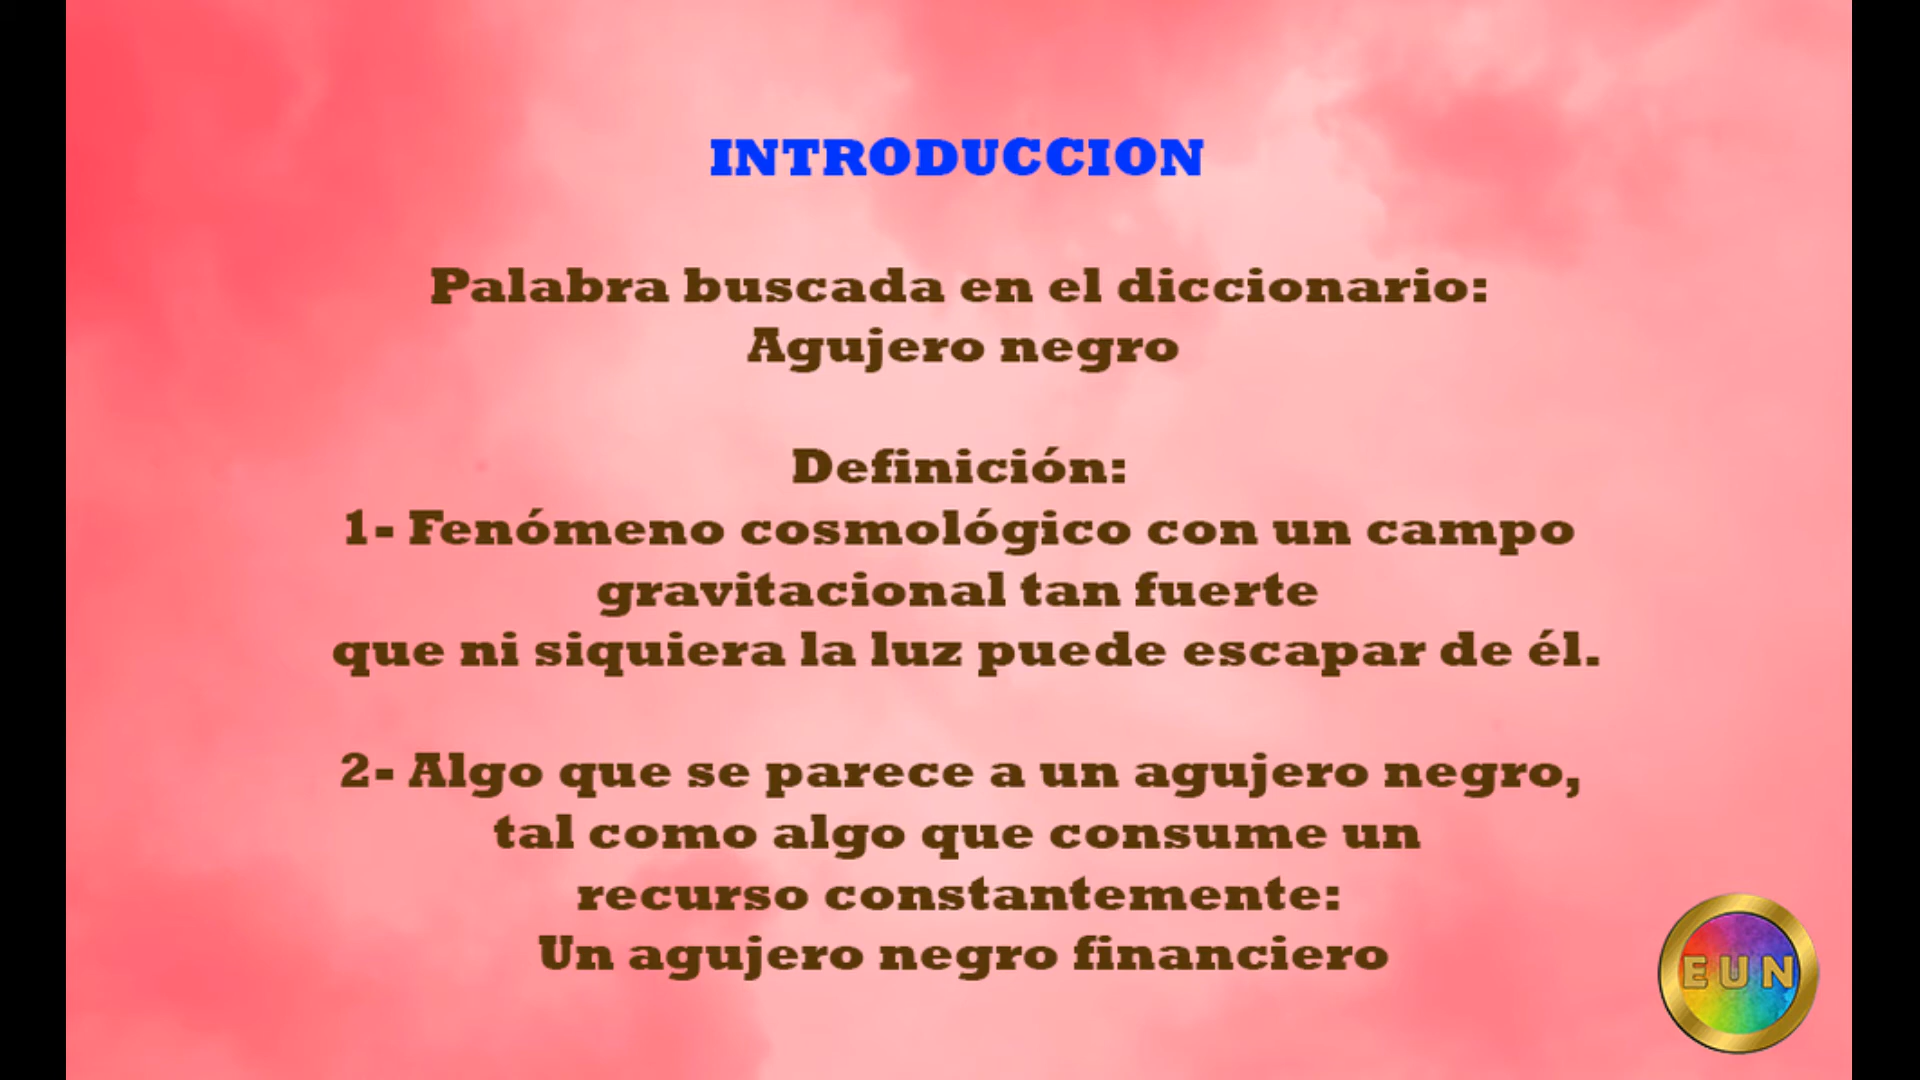 INTRODUCCION
Palabra buscada en el diccionario:
Agujero negro
Definición:
1- Fenómeno cosmológico con un campo
gravitacional tan fuerte
que ni siquiera la luz puede escapar de él.
2- Algo que se parece a un agujero negro,
tal como algo que consume un
recurso constantemente:
Un agujero negro financiero
EUN